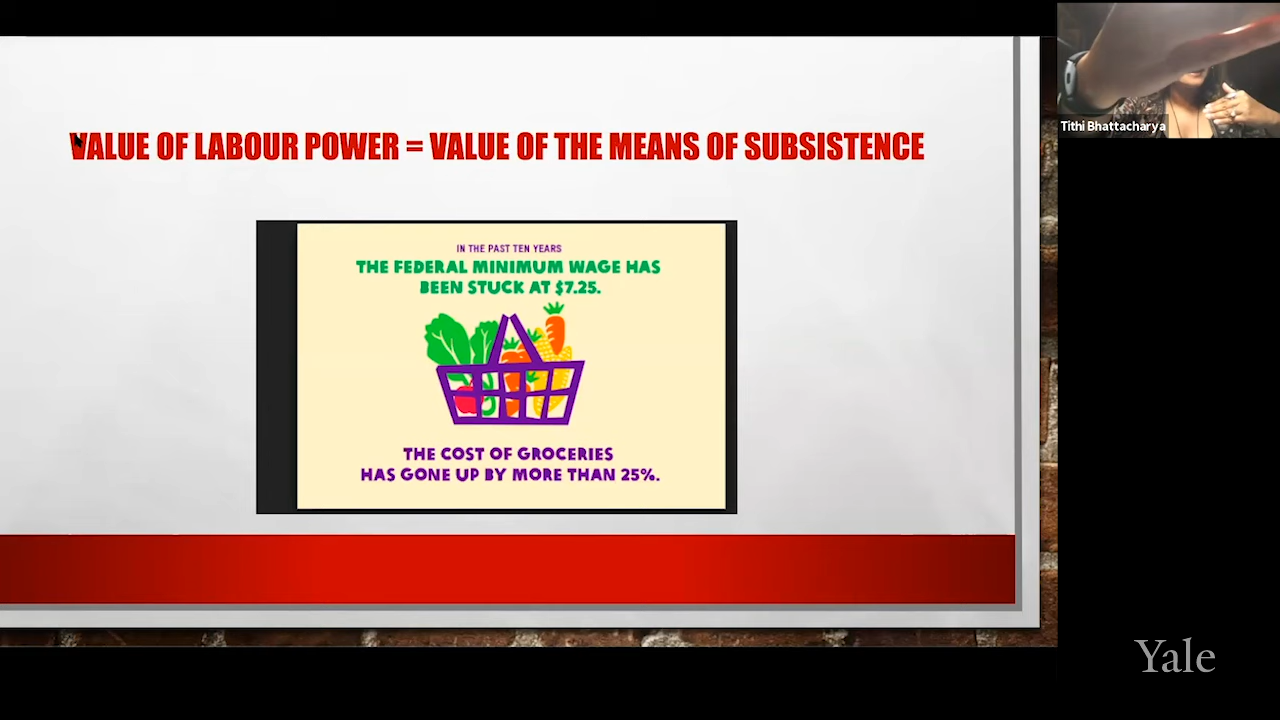 VALUE OF LABOUR POWER = VALUE OF THE MEANS OF SUBSISTENCE
IN THE PAST TEN YEARS
THE FEDERAL MINIMUM WAGE HAS
BEEN STUCK AT $7.25.
THE COST OF GROCERIES
HAS GONE UP BY MORE THAN 25%.
Tithi Bhattacharya
Yale